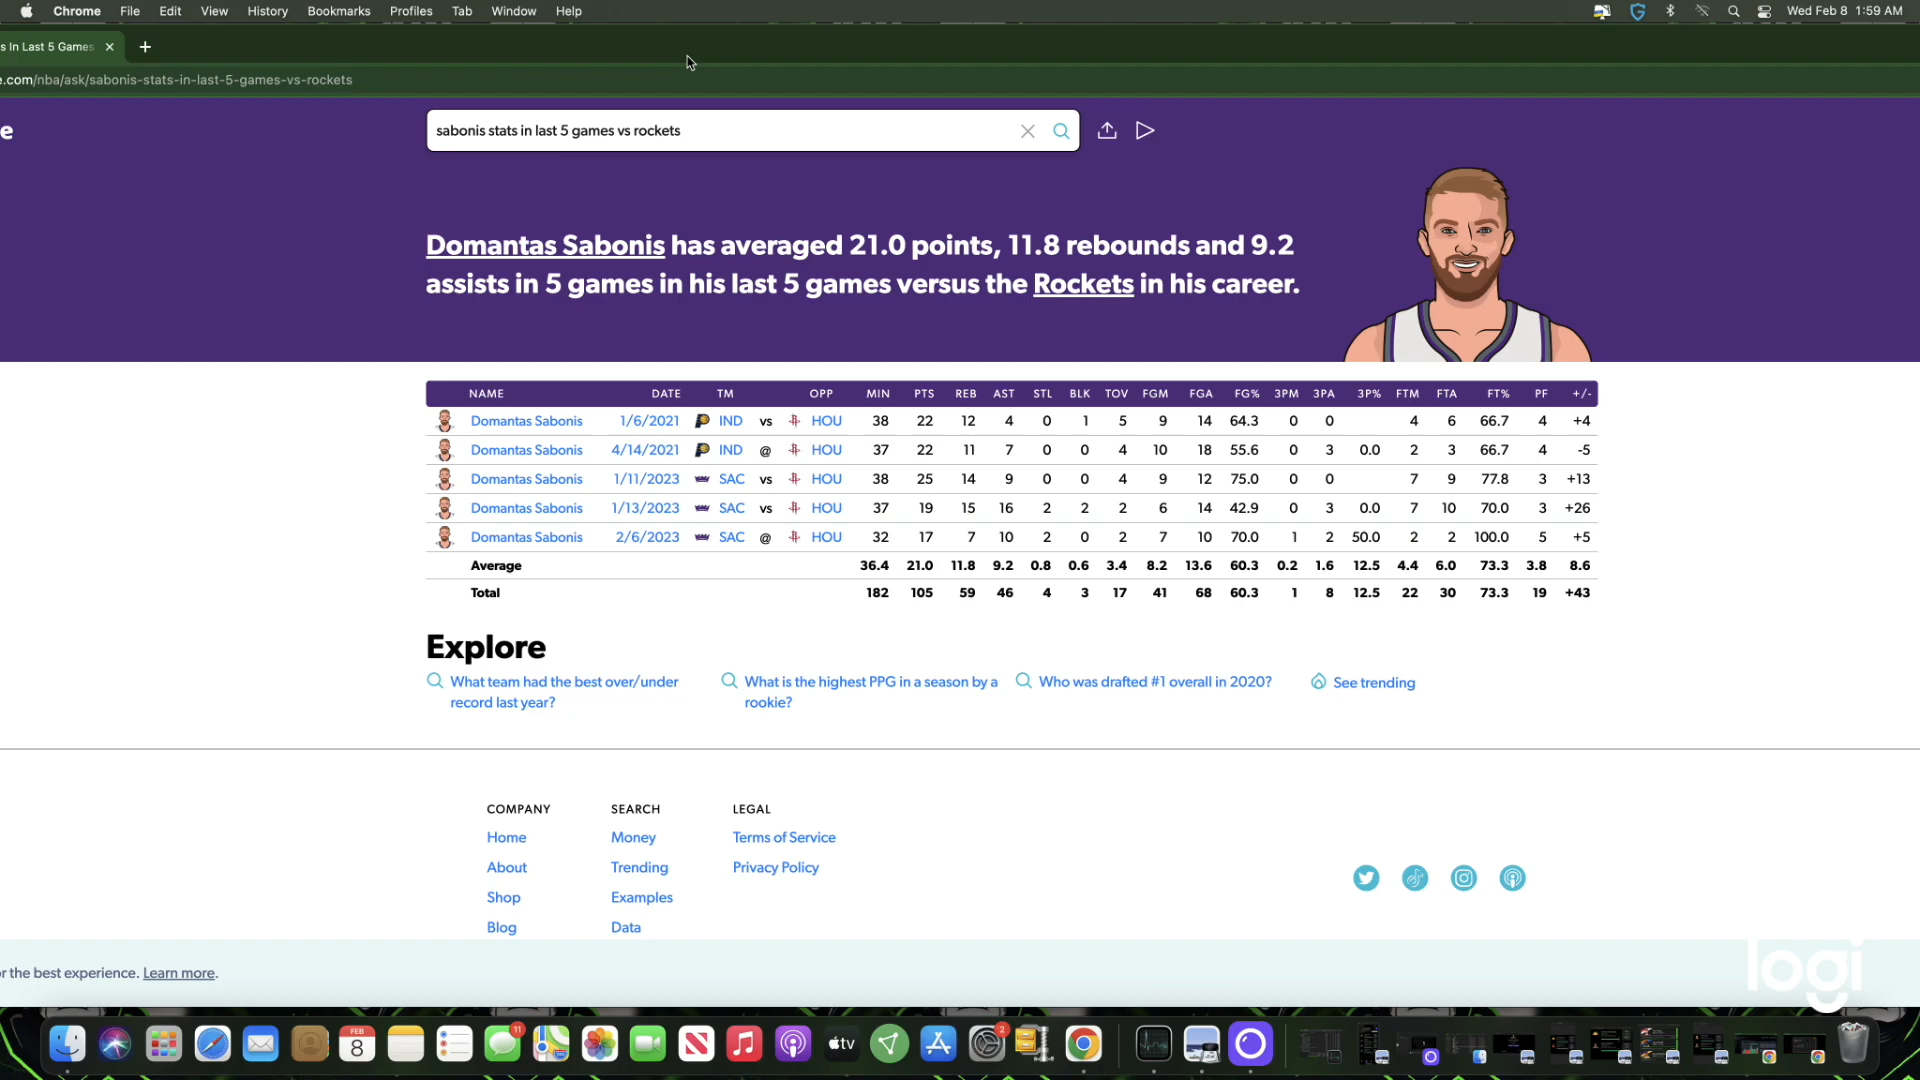 Chrome File Edit View History Bookmarks Profiles Tab Window Help Wed Feb 8 1:59 AM
s In Last 5 Games
e.com/nba/ask/sabonis-stats-in-last-5-games-vs-rockets
e
sabonis stats in last 5 games vs rockets
Domantas Sabonis has averaged 21.0 points, 11.8 rebounds and 9.2
assists in 5 games in his last 5 games versus the Rockets in his career.
NAME DATE TM OPP MIN PTS REB AST STL BLK TOV FGM FGA FG% 3PM 3PA 3P% FTM FTA FT% PF +/-
Domantas Sabonis 1/6/2021 IND vs HOU 38 22 12 4 0 1 5 9 14 64.3 0 0 4 6 66.7 4 +4
Domantas Sabonis 4/14/2021 IND @ HOU 37 22 11 7 0 0 4 10 18 55.6 0 3 0.0 2 3 66.7 4 -5
Domantas Sabonis 1/11/2023 SAC vs HOU 38 25 14 9 0 0 4 9 12 75.0 0 0 7 9 77.8 3 +13
Domantas Sabonis 1/13/2023 SAC vs HOU 37 19 15 16 2 2 2 6 14 42.9 0 3 0.0 7 10 70.0 3 +26
Domantas Sabonis 2/6/2023 SAC @ HOU 32 17 7 10 2 0 2 7 10 70.0 1 2 50.0 2 2 100.0 5 +5
Average 36.4 21.0 11.8 9.2 0.8 0.6 3.4 8.2 13.6 60.3 0.2 1.6 12.5 4.4 6.0 73.3 3.8 8.6
Total 182 105 59 46 4 3 17 41 68 60.3 1 8 12.5 22 30 73.3 19 +43
Explore
What team had the best over/under
record last year?
What is the highest PPG in a season by a
rookie?
Who was drafted #1 overall in 2020?
See trending
COMPANY SEARCH LEGAL
Home Money Terms of Service
About Trending Privacy Policy
Shop Examples
Blog Data
logi
r the best experience. Learn more.
FEB
8
11
tv
2